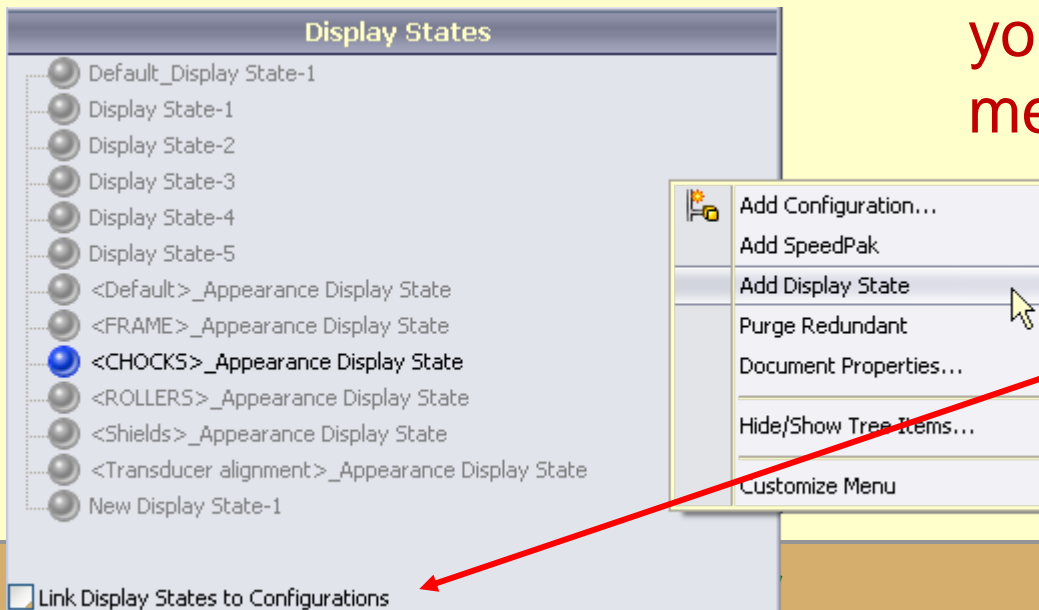 Display States
Default_Display State-1
Display State-1
Display State-2
Display State-3
Display State-4
Display State-5
<Default>_Appearance Display State
<FRAME>_Appearance Display State
<CHOCKS>_Appearance Display State
<ROLLERS>_Appearance Display State
<Shields>_Appearance Display State
<Transducer alignment>_Appearance Display State
New Display State-1
Link Display States to Configurations
yo
me
Add Configuration...
Add SpeedPak
Add Display State
Purge Redundant
Document Properties...
Hide/Show Tree Items...
Customize Menu